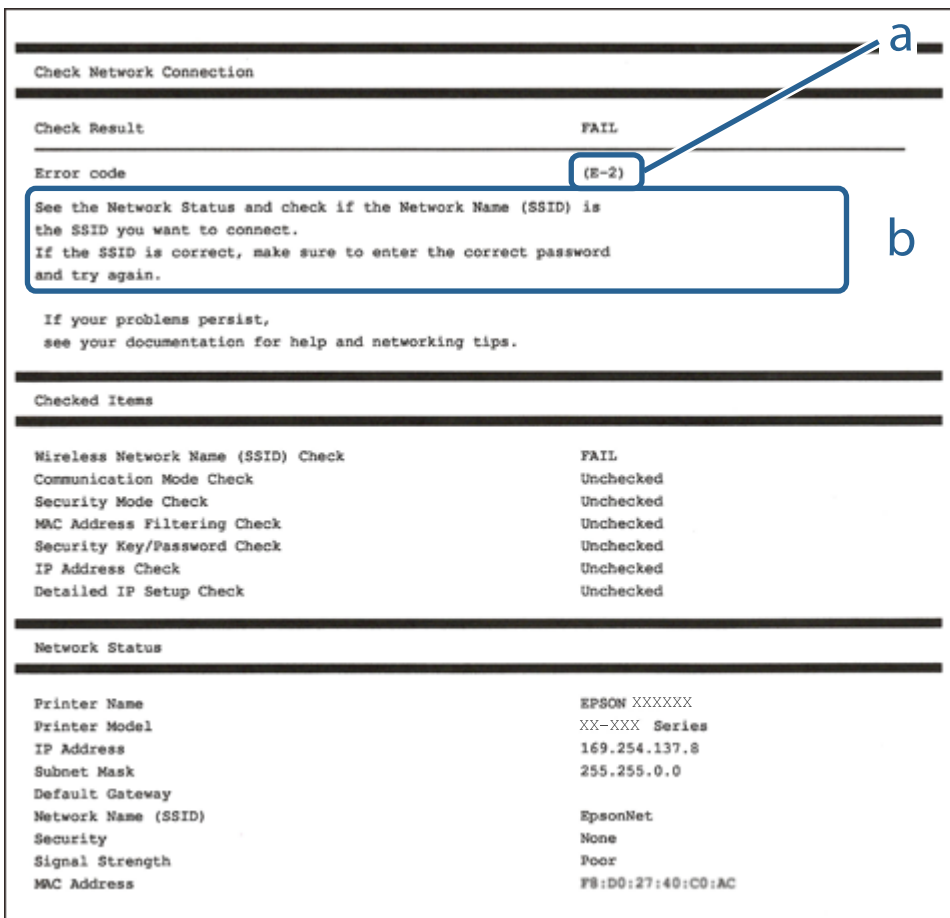 a
Check Network Connection
Check Result FAIL
Error code (E-2)
See the Network Status and check if the Network Name (SSID) is
the SSID you want to connect.
If the SSID is correct, make sure to enter the correct password
and try again.
b
If your problems persist,
see your documentation for help and networking tips.
Checked Items
Wireless Network Name (SSID) Check FAIL
Communication Mode Check Unchecked
Security Mode Check Unchecked
MAC Address Filtering Check Unchecked
Security Key/Password Check Unchecked
IP Address Check Unchecked
Detailed IP Setup Check Unchecked
Network Status
Printer Name EPSON XXXXXX
Printer Model XX-XXX Series
IP Address 169.254.137.8
Subnet Mask 255.255.0.0
Default Gateway
Network Name (SSID) EpsonNet
Security None
Signal Strength Poor
MAC Address F8:D0:27:40:C0:AC